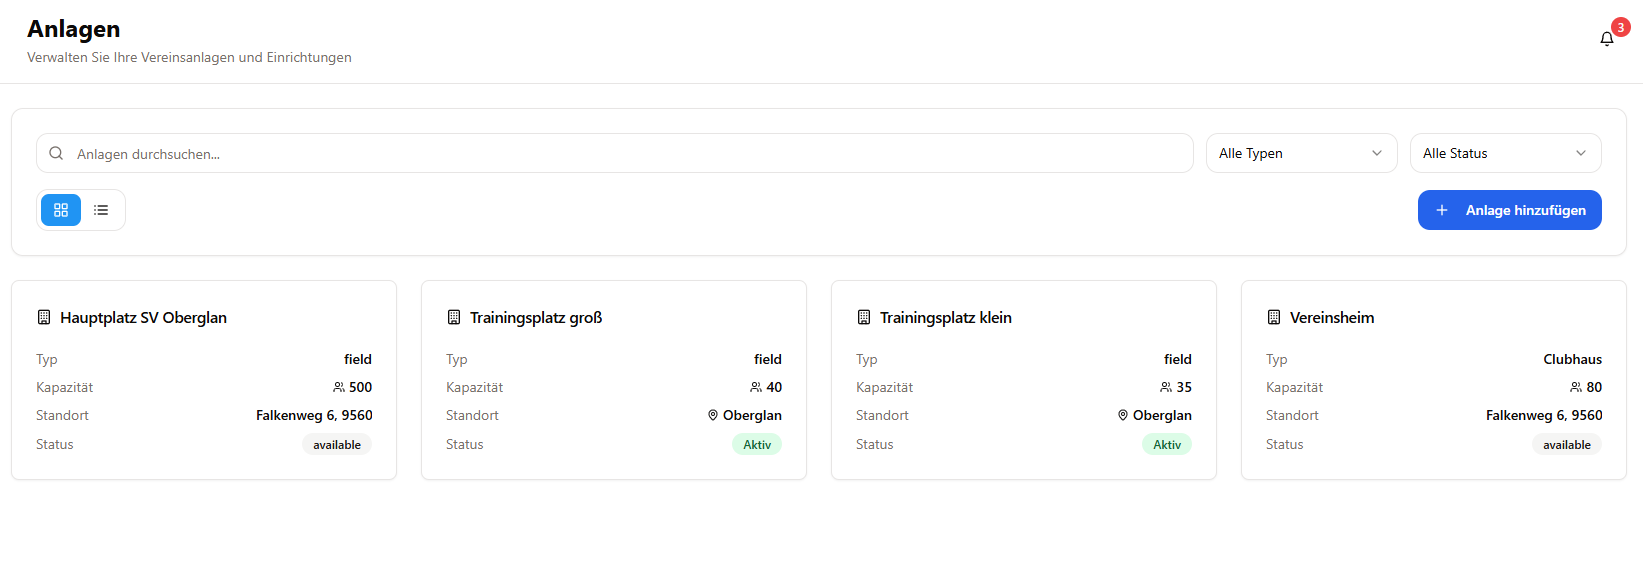 Anlagen
Verwalten Sie Ihre Vereinsanlagen und Einrichtungen
3
Anlagen durchsuchen...
Alle Typen
Alle Status
Anlage hinzufügen
Hauptplatz SV Oberglan
Typ field
Kapazität 500
Standort Falkenweg 6, 9560
Status available
Trainingsplatz groß
Typ field
Kapazität 40
Standort Oberglan
Status Aktiv
Trainingsplatz klein
Typ field
Kapazität 35
Standort Oberglan
Status Aktiv
Vereinsheim
Typ Clubhaus
Kapazität 80
Standort Falkenweg 6, 9560
Status available